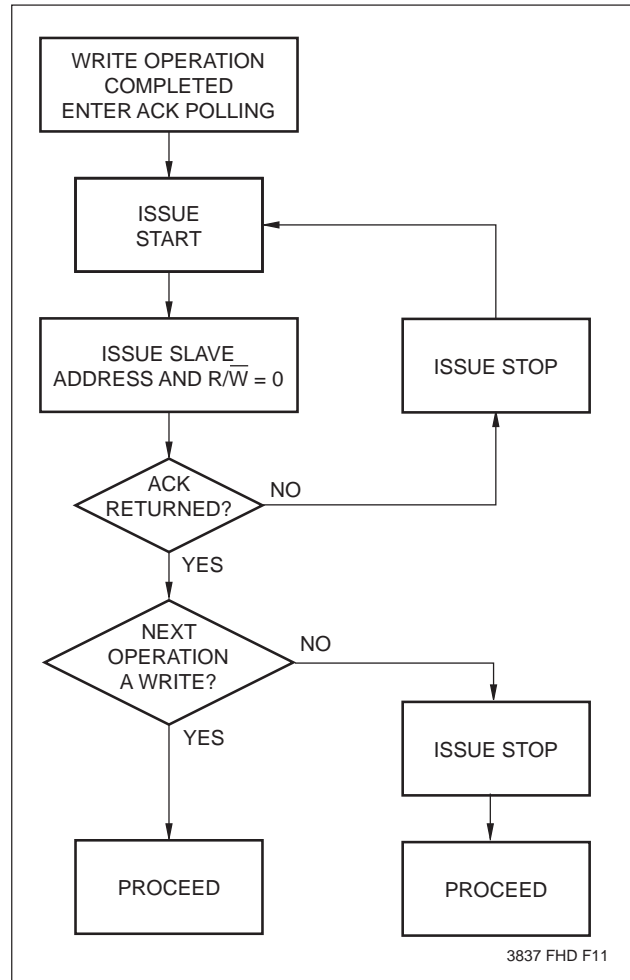 WRITE OPERATION
COMPLETED
ENTER ACK POLLING
ISSUE
START
ISSUE SLAVE
ADDRESS AND R/W̅ = 0
ISSUE STOP
ACK
RETURNED?
NO
YES
NEXT
OPERATION
A WRITE?
NO
YES
ISSUE STOP
PROCEED
PROCEED
3837 FHD F11